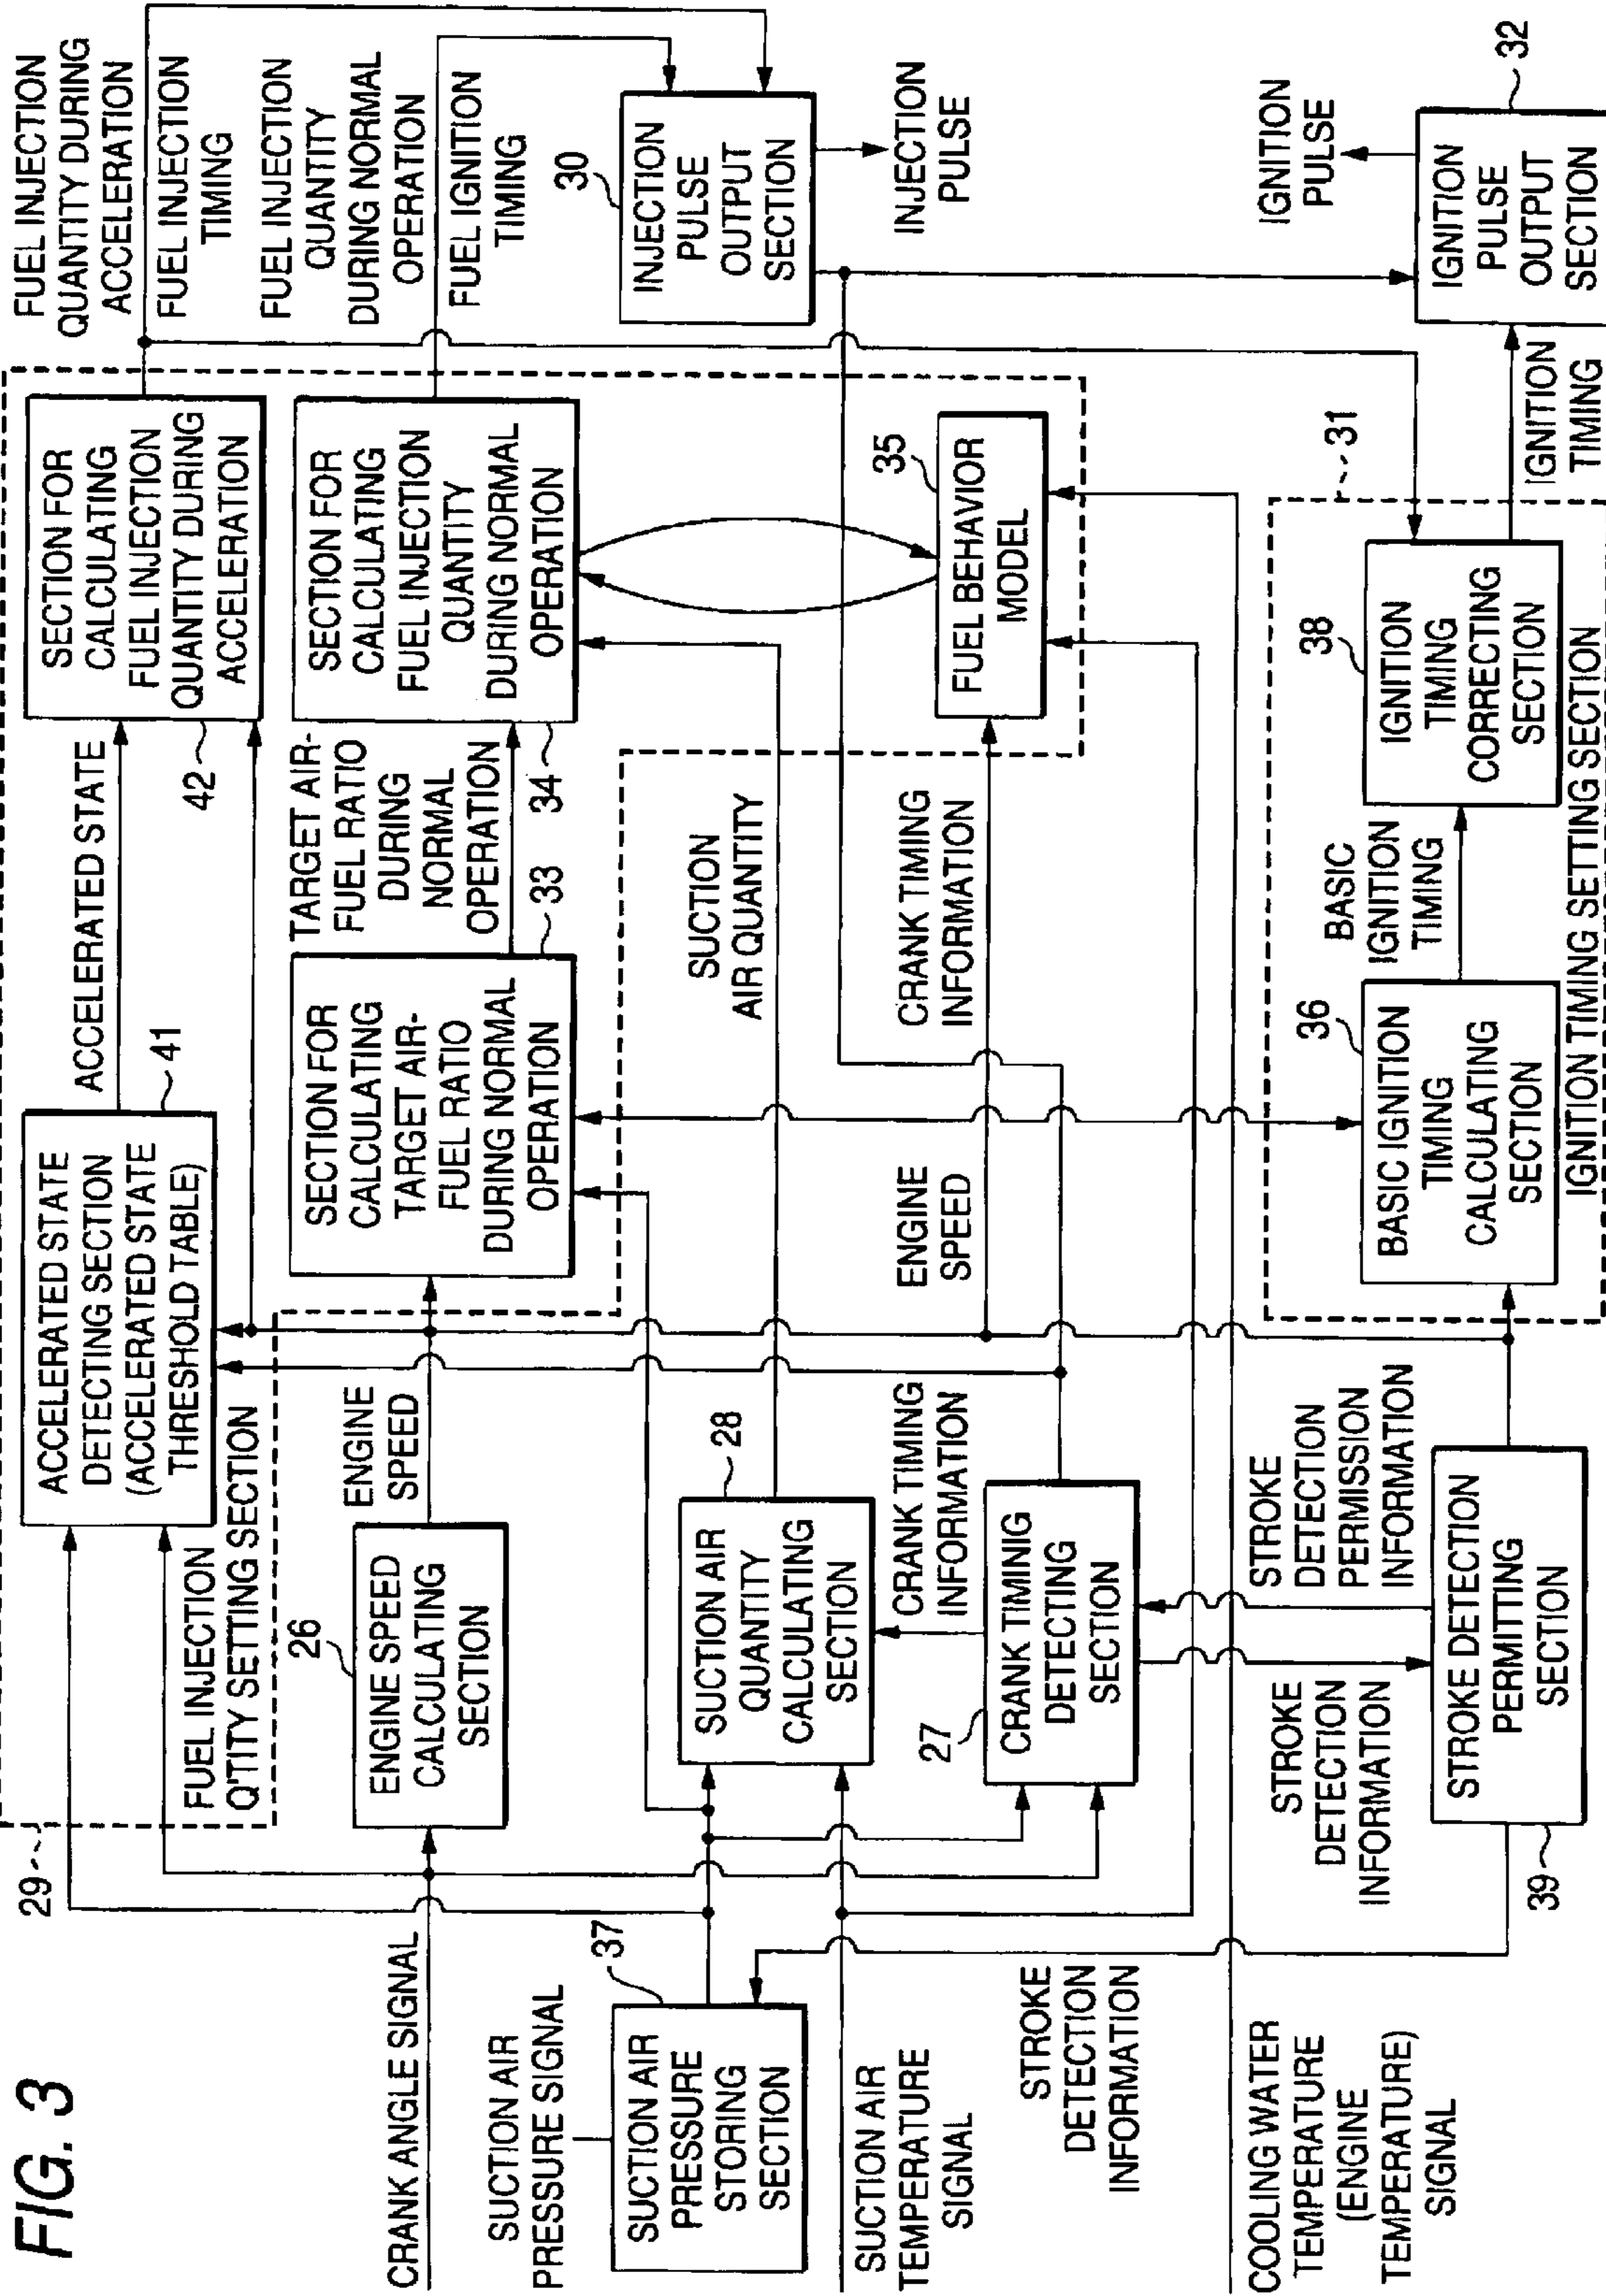 FIG. 3
CRANK ANGLE SIGNAL
SUCTION AIR
PRESSURE SIGNAL
SUCTION AIR
PRESSURE
STORING
SECTION
37
SUCTION AIR
TEMPERATURE
SIGNAL
STROKE
DETECTION
INFORMATION
COOLING WATER
TEMPERATURE
(ENGINE
TEMPERATURE)
SIGNAL
29
FUEL INJECTION
Q'TITY SETTING SECTION
26
ENGINE SPEED
CALCULATING
SECTION
ENGINE
SPEED
SUCTION AIR
QUANTITY
CALCULATING
SECTION
28
CRANK TIMING
INFORMATION
27
CRANK TIMINIG
DETECTING
SECTION
STROKE
DETECTION
INFORMATION
STROKE
DETECTION
PERMISSION
INFORMATION
STROKE DETECTION
PERMITTING
SECTION
39
ACCELERATED STATE
DETECTING SECTION
(ACCELERATED STATE
THRESHOLD TABLE)
41
ACCELERATED STATE
SECTION FOR
CALCULATING
TARGET AIR-
FUEL RATIO
DURING NORMAL
OPERATION
33
TARGET AIR-
FUEL RATIO
DURING
NORMAL
OPERATION
SUCTION
AIR QUANTITY
ENGINE
SPEED
CRANK TIMING
INFORMATION
36
BASIC IGNITION
TIMING
CALCULATING
SECTION
BASIC
IGNITION
TIMING
38
IGNITION
TIMING
CORRECTING
SECTION
IGNITION TIMING SETTING SECTION
31
SECTION FOR
CALCULATING
FUEL INJECTION
QUANTITY DURING
ACCELERATION
42
SECTION FOR
CALCULATING
FUEL INJECTION
QUANTITY
DURING NORMAL
OPERATION
34
35
FUEL BEHAVIOR
MODEL
FUEL INJECTION
QUANTITY DURING
ACCELERATION
FUEL INJECTION
TIMING
FUEL INJECTION
QUANTITY
DURING NORMAL
OPERATION
FUEL IGNITION
TIMING
30
INJECTION
PULSE
OUTPUT
SECTION
INJECTION
PULSE
IGNITION
PULSE
IGNITION
PULSE
OUTPUT
SECTION
32
IGNITION
TIMING